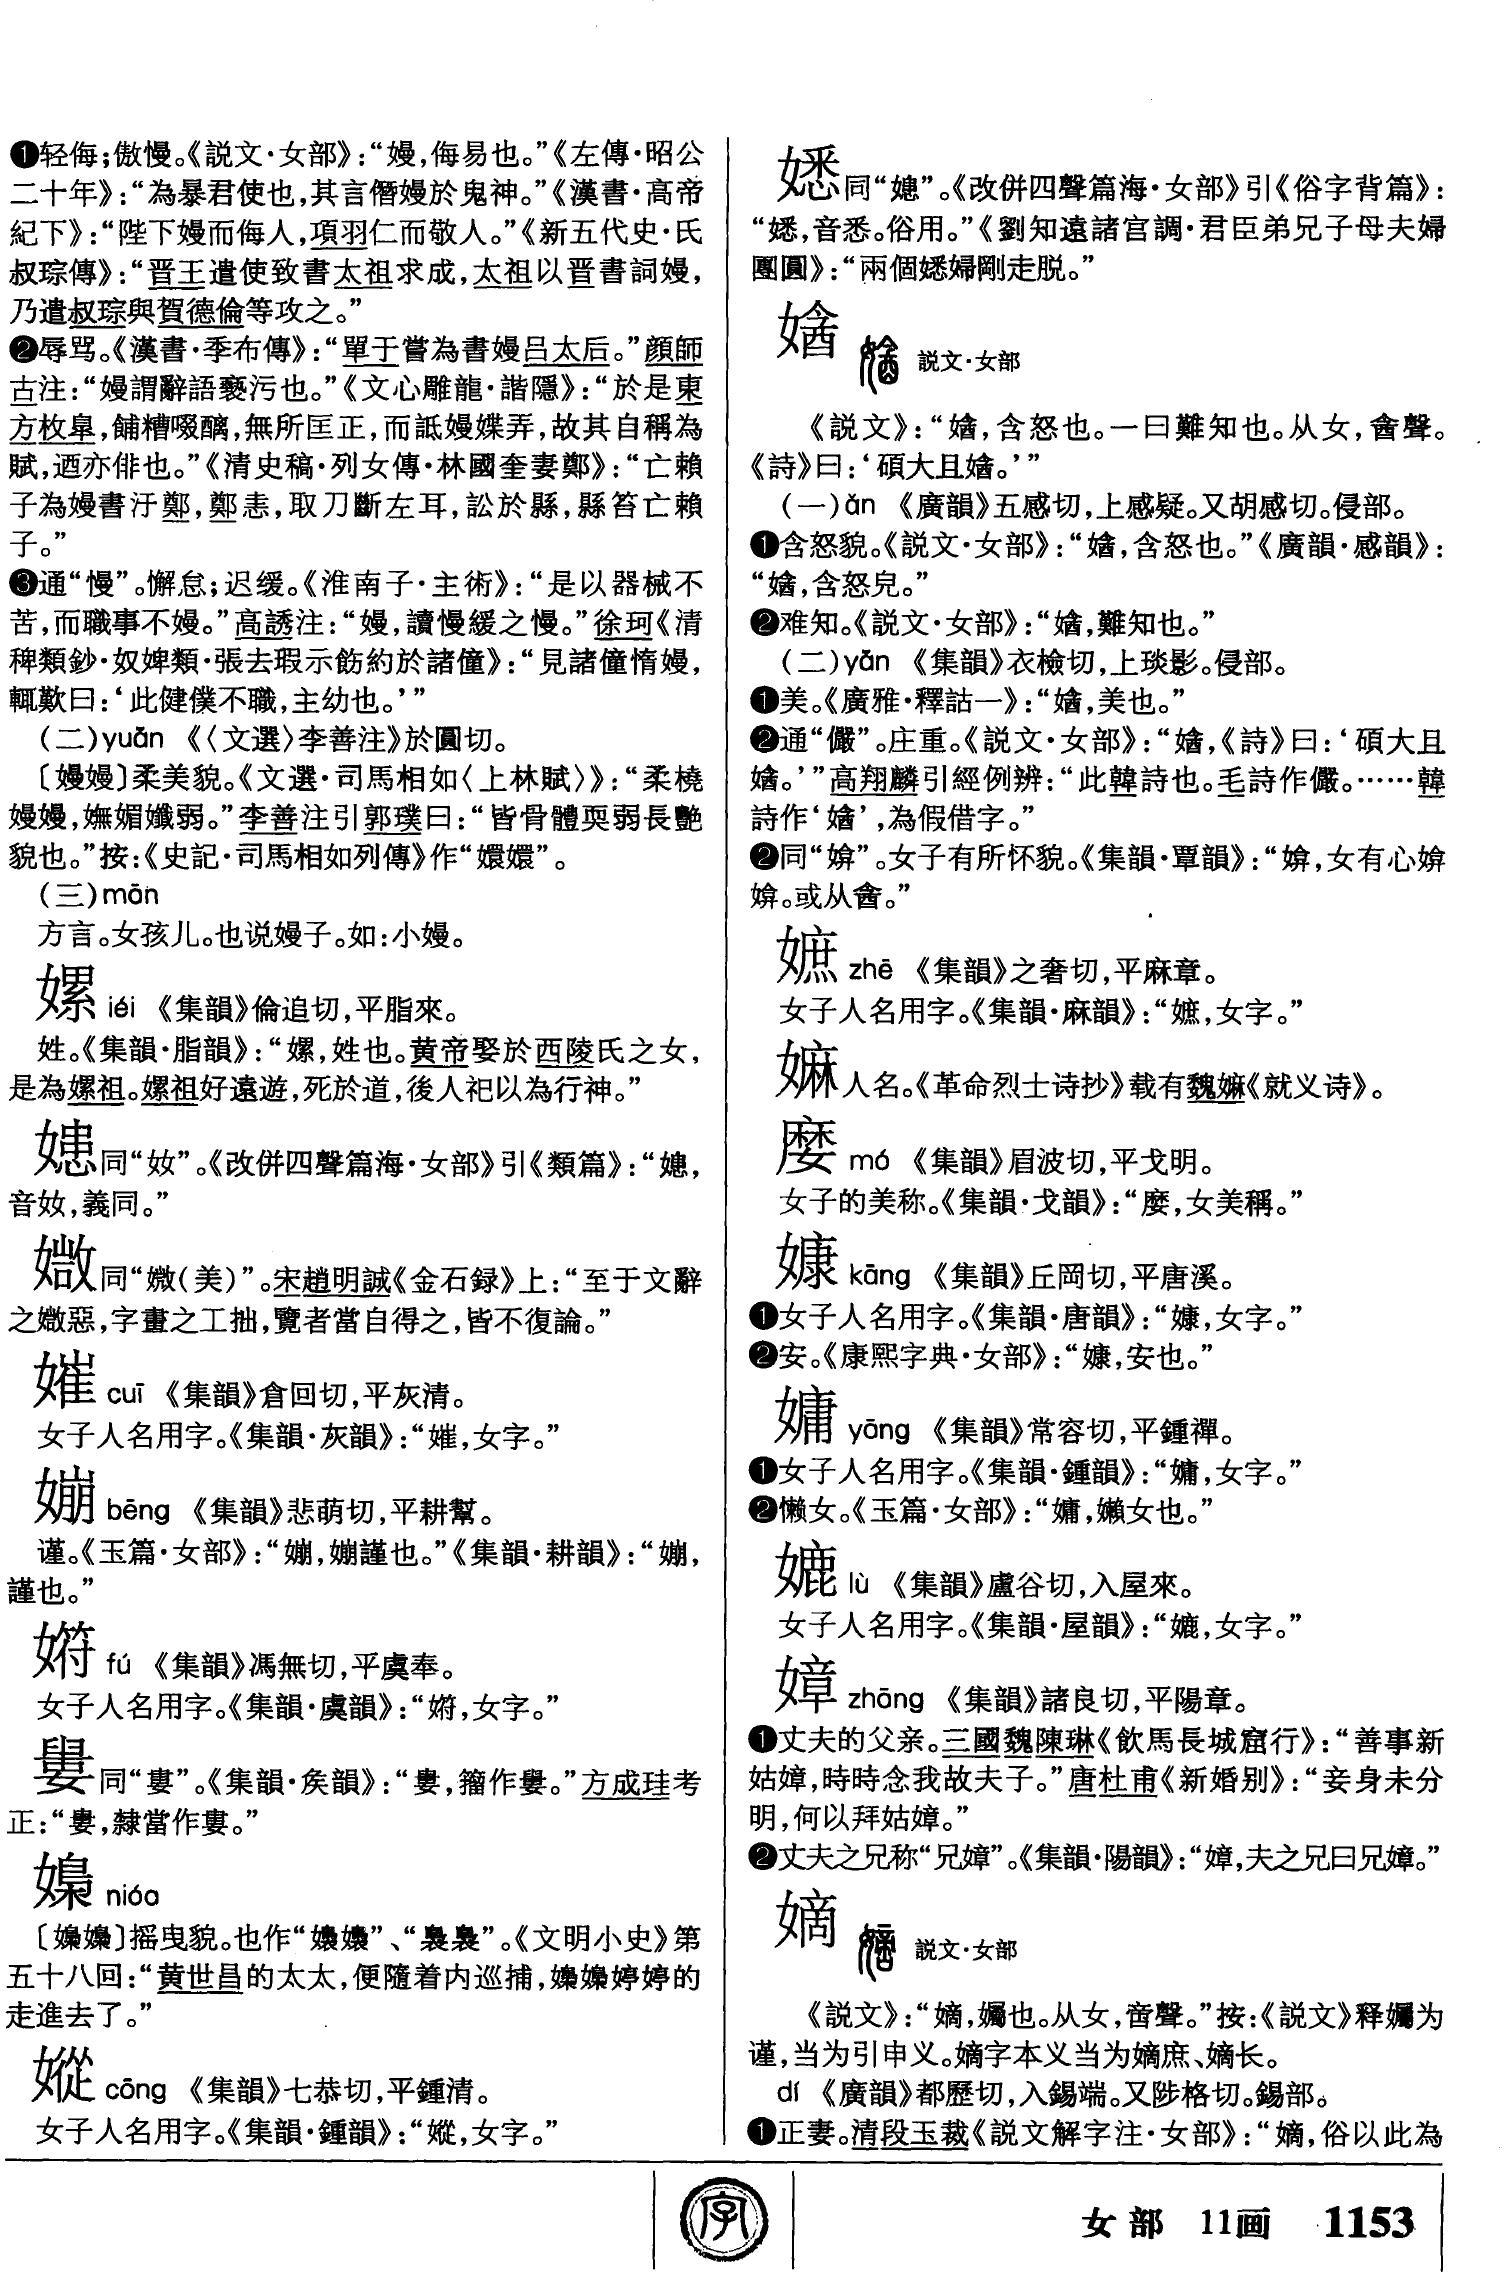 ❶轻侮;傲慢。《説文·女部》:“嫚,侮易也。”《左傳·昭公
二十年》:“為暴君使也,其言僭嫚於鬼神。”《漢書·高帝
紀下》:“陛下嫚而侮人,項羽仁而敬人。”《新五代史·氏
叔琮傳》:“晋王遣使致書太祖求成,太祖以晋書詞嫚,
乃遣叔琮與賀德倫等攻之。”
❷辱骂。《漢書·季布傳》:“單于嘗為書嫚吕太后。”顔師
古注:“嫚謂辭語褻污也。”《文心雕龍·諧隱》:“於是東
方枚臯,餔糟啜醨,無所匡正,而詆嫚媟弄,故其自稱為
賦,迺亦俳也。”《清史稿·列女傳·林國奎妻鄭》:“亡賴
子為嫚書汙鄭,鄭恚,取刀斷左耳,訟於縣,縣笞亡賴
子。”
❸通“慢”。懈怠;迟缓。《淮南子·主術》:“是以器械不
苦,而職事不嫚。”高誘注:“嫚,讀慢緩之慢。”徐珂《清
稗類鈔·奴婢類·張去瑕示飭約於諸僮》:“見諸僮惰嫚,
輒歎曰:‘此健僕不職,主幼也。’”
(二)yuān 《〈文選〉李善注》於圓切。
〔嫚嫚〕柔美貌。《文選·司馬相如〈上林賦〉》:“柔橈
嫚嫚,嫵媚孅弱。”李善注引郭璞曰:“皆骨體耎弱長艷
貌也。”按:《史記·司馬相如列傳》作“嬛嬛”。
(三)mān
方言。女孩儿。也说嫚子。如:小嫚。
嫘 léi 《集韻》倫追切,平脂來。
姓。《集韻·脂韻》:“嫘,姓也。黄帝娶於西陵氏之女,
是為嫘祖。嫘祖好遠遊,死於道,後人祀以為行神。”
同“奻”。《改併四聲篇海·女部》引《類篇》:“
音奻,義同。”
媺同“媺(美)”。宋趙明誠《金石録》上:“至于文辭
之媺惡,字畫之工拙,覽者當自得之,皆不復論。”
嗺 cuī 《集韻》倉回切,平灰清。
女子人名用字。《集韻·灰韻》:“女字。”
嫎 bēng 《集韻》悲萌切,平耕幫。
谨。《玉篇·女部》:“謹也。”《集韻·耕韻》:“
謹也。”
fú 《集韻》馮無切,平虞奉。
女子人名用字。《集韻·虞韻》:“女字。”
同“婁”。《集韻·矦韻》:“婁,籀作”方成珪考
正:“隸當作婁。”
嬝 niǎo
〔〕摇曳貌。也作“嬝嬝”、“裊裊”。《文明小史》第
五十八回:“黄世昌的太太,便隨着内巡捕,婷婷的
走進去了。”
cōng 《集韻》七恭切,平鍾清。
女子人名用字。《集韻·鍾韻》:“女字。”
同“”。《改併四聲篇海·女部》引《俗字背篇》:
“音悉。俗用。”《劉知遠諸宫調·君臣弟兄子母夫婦
團圓》:“兩個婦剛走脱。”
㜝 説文·女部
《説文》:“㜝,含怒也。一曰難知也。从女,酓聲。
《詩》曰:‘碩大且㜝。’”
(一)ǎn 《廣韻》五感切,上感疑。又胡感切。侵部。
❶含怒貌。《説文·女部》:“㜝,含怒也。”《廣韻·感韻》:
“㜝,含怒皃。”
❷难知。《説文·女部》:“㜝,難知也。”
(二)yǎn 《集韻》衣檢切,上琰影。侵部。
❶美。《廣雅·釋詁一》:“㜝,美也。”
❷通“儼”。庄重。《説文·女部》:“㜝,《詩》曰:‘碩大且
㜝。’”高翔麟引經例辨:“此韓詩也。毛詩作儼。……韓
詩作‘㜝’,為假借字。”
❷同“媕”。女子有所怀貌。《集韻·覃韻》:“媕,女有心媕
媕。或从酓。”
嫬 zhē 《集韻》之奢切,平麻章。
女子人名用字。《集韻·麻韻》:“嫬,女字。”
嫲人名。《革命烈士诗抄》载有魏嫲《就义诗》。
嬷 mó 《集韻》眉波切,平戈明。
女子的美称。《集韻·戈韻》:“女美稱。”
嫝 kāng 《集韻》丘岡切,平唐溪。
❶女子人名用字。《集韻·唐韻》:“嫝,女字。”
❷安。《康熙字典·女部》:“嫝,安也。”
嫞 yōng 《集韻》常容切,平鍾禪。
❶女子人名用字。《集韻·鍾韻》:“嫞,女字。”
❷懒女。《玉篇·女部》:“嫞,嬾女也。”
㜙 lù 《集韻》盧谷切,入屋來。
女子人名用字。《集韻·屋韻》:“㜙,女字。”
嫜 zhāng 《集韻》諸良切,平陽章。
❶丈夫的父亲。三國魏陳琳《飲馬長城窟行》:“善事新
姑嫜,時時念我故夫子。”唐杜甫《新婚别》:“妾身未分
明,何以拜姑嫜。”
❷丈夫之兄称“兄嫜”。《集韻·陽韻》:“嫜,夫之兄曰兄嫜。”
嫡 説文·女部
《説文》:“嫡,孎也。从女,啻聲。”按:《説文》释孎为
谨,当为引申义。嫡字本义当为嫡庶、嫡长。
dí 《廣韻》都歷切,入錫端。又陟格切。錫部。
❶正妻。清段玉裁《説文解字注·女部》:“嫡,俗以此為
字
女部 11画 1153